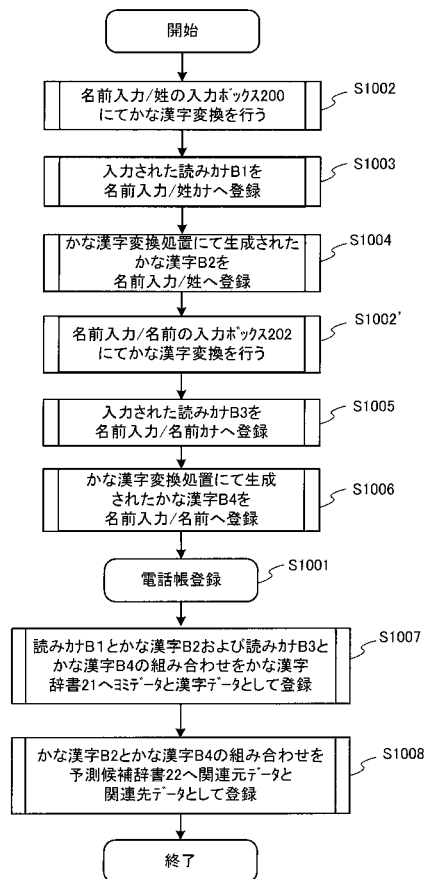 開始
名前入力/姓の入力ボックス200
にてかな漢字変換を行う
S1002
入力された読みカナB1を
名前入力/姓カナへ登録
S1003
かな漢字変換処置にて生成された
かな漢字B2を
名前入力/姓へ登録
S1004
名前入力/名前の入力ボックス202
にてかな漢字変換を行う
S1002'
入力された読みカナB3を
名前入力/名前カナへ登録
S1005
かな漢字変換処置にて生成
されたかな漢字B4を
名前入力/名前へ登録
S1006
電話帳登録
S1001
読みカナB1とかな漢字B2および読みカナB3と
かな漢字B4の組み合わせをかな漢字
辞書21へヨミデータと漢字データとして登録
S1007
かな漢字B2とかな漢字B4の組み合わせを
予測候補辞書22へ関連元データと
関連先データとして登録
S1008
終了